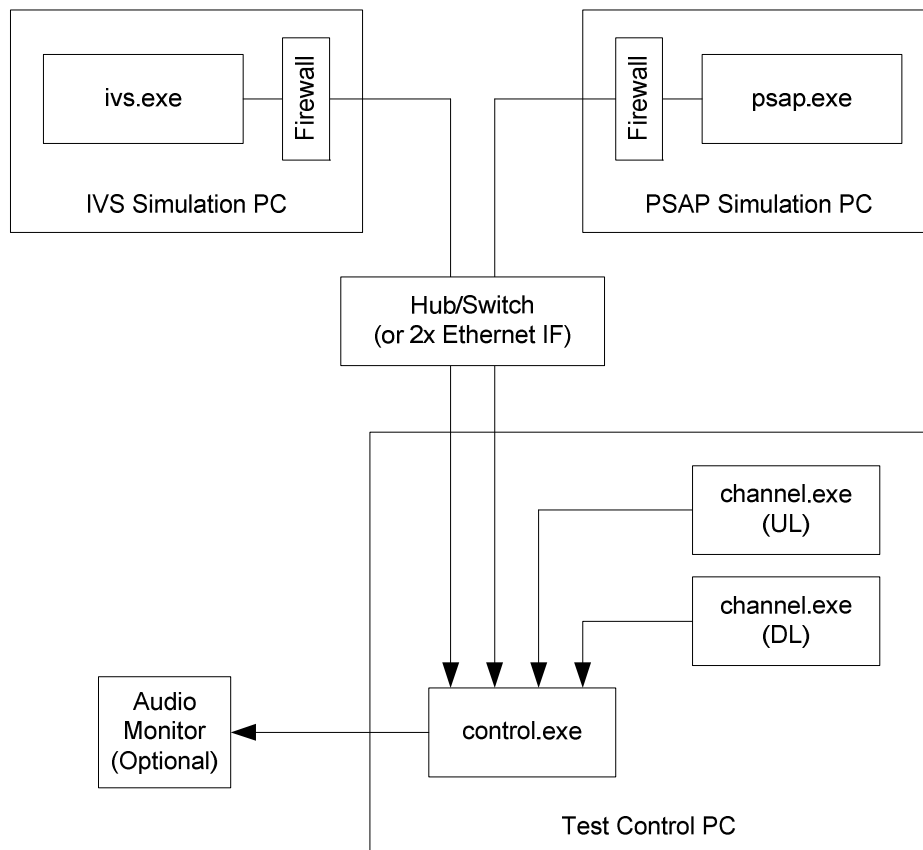 ivs.exe
Firewall
IVS Simulation PC
Firewall
psap.exe
PSAP Simulation PC
Hub/Switch
(or 2x Ethernet IF)
channel.exe
(UL)
channel.exe
(DL)
control.exe
Audio
Monitor
(Optional)
Test Control PC